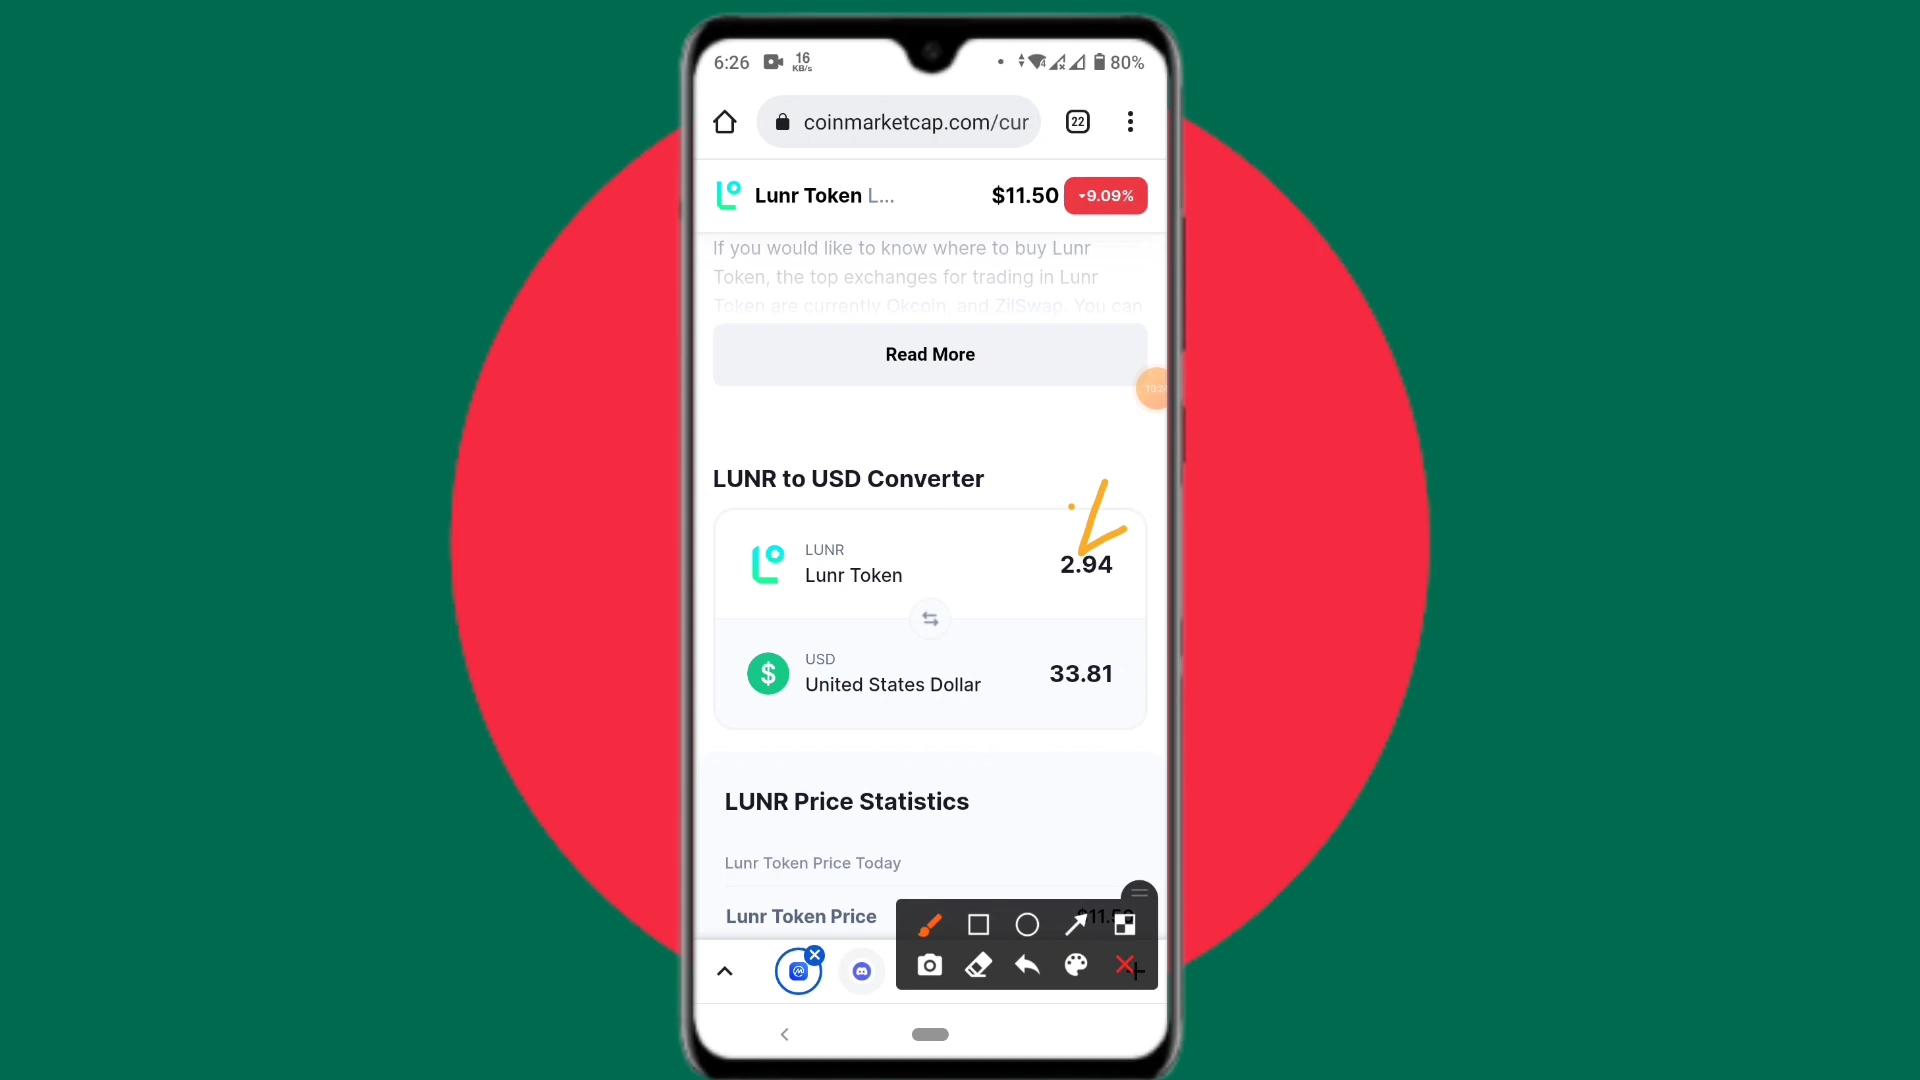 6:26 16 KB/s 80%
coinmarketcap.com/cur 22
Lunr Token L... $11.50 9.09%
If you would like to know where to buy Lunr
Token, the top exchanges for trading in Lunr
Token are currently Okcoin, and ZilSwap. You can
Read More
LUNR to USD Converter
LUNR
Lunr Token
2.94
USD
United States Dollar
33.81
LUNR Price Statistics
Lunr Token Price Today
Lunr Token Price